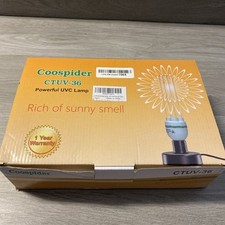 Coospider
CTUV-36
Powerful UVC Lamp
Rich of sunny smell
1 Year
Warranty
Coospider
CTUV-36